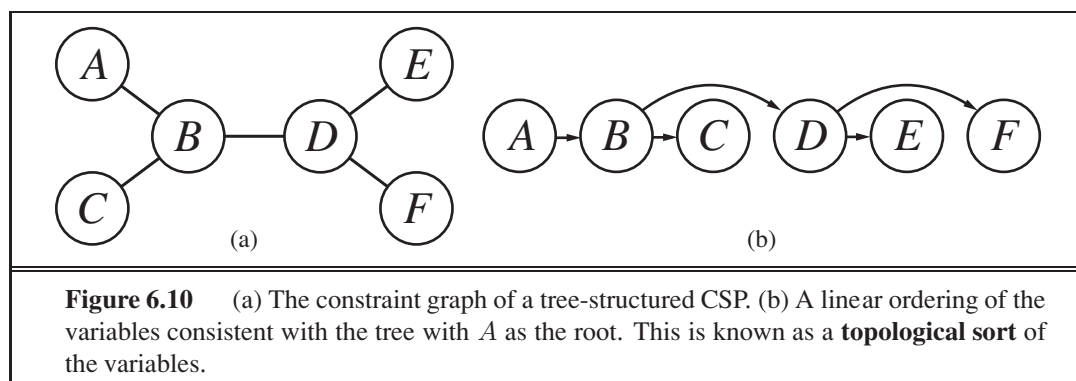 A
E
B
D
C
F
A
B
C
D
E
F
(a)
(b)
Figure 6.10 (a) The constraint graph of a tree-structured CSP. (b) A linear ordering of the
variables consistent with the tree with A as the root. This is known as a topological sort of
the variables.